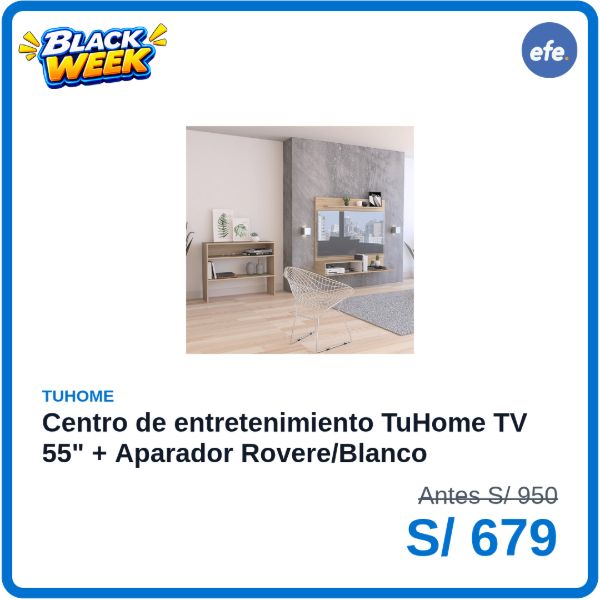 BLACK
WEEK
efe.
TUHOME
Centro de entretenimiento TuHome TV
55" + Aparador Rovere/Blanco
Antes S/ 950
S/ 679